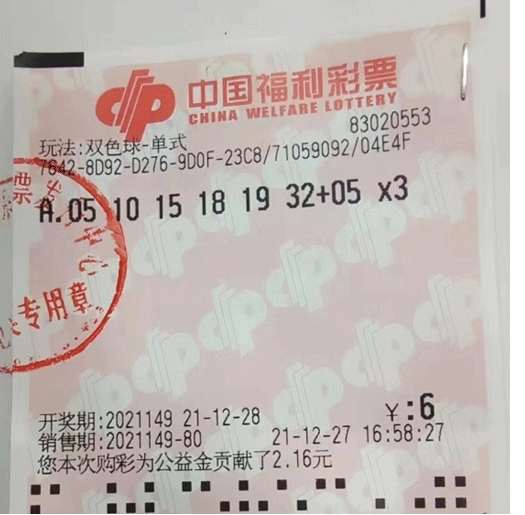 中国福利彩票
CHINA WELFARE LOTTERY
83020553
玩法:双色球-单式
7642-8D92-D276-9D0F-23C8/71059092/04E4F
票
A.05 10 15 18 19 32+05 x3
专用章
开奖期:2021149 21-12-28 ￥:6
销售期:2021149-80 21-12-27 16:58:27
您本次购彩为公益金贡献了2.16元